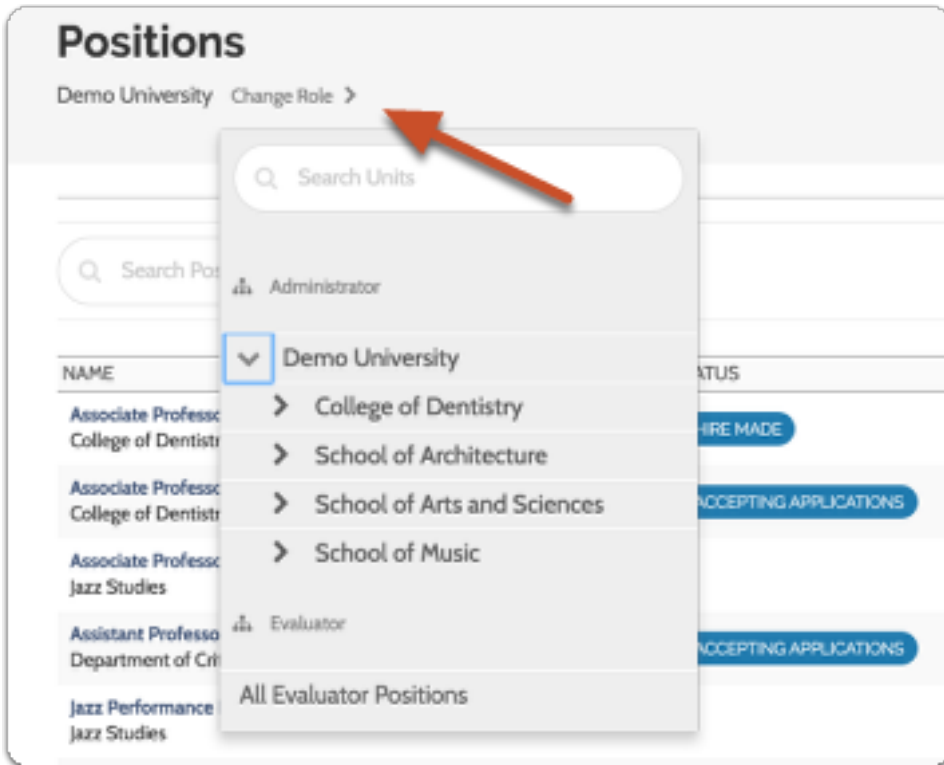 Positions
Demo University Change Role
Search Units
Search Pos
Administrator
Demo University
NAME
ATUS
College of Dentistry
Associate Professo
HIRE MADE
College of Dentistr
School of Architecture
Associate Professo
School of Arts and Sciences
ACCEPTING APPLICATIONS
College of Dentistr
School of Music
Associate Professo
Jazz Studies
Evaluator
Assistant Professo
ACCEPTING APPLICATIONS
Department of Cri
All Evaluator Positions
Jazz Performance
Jazz Studies